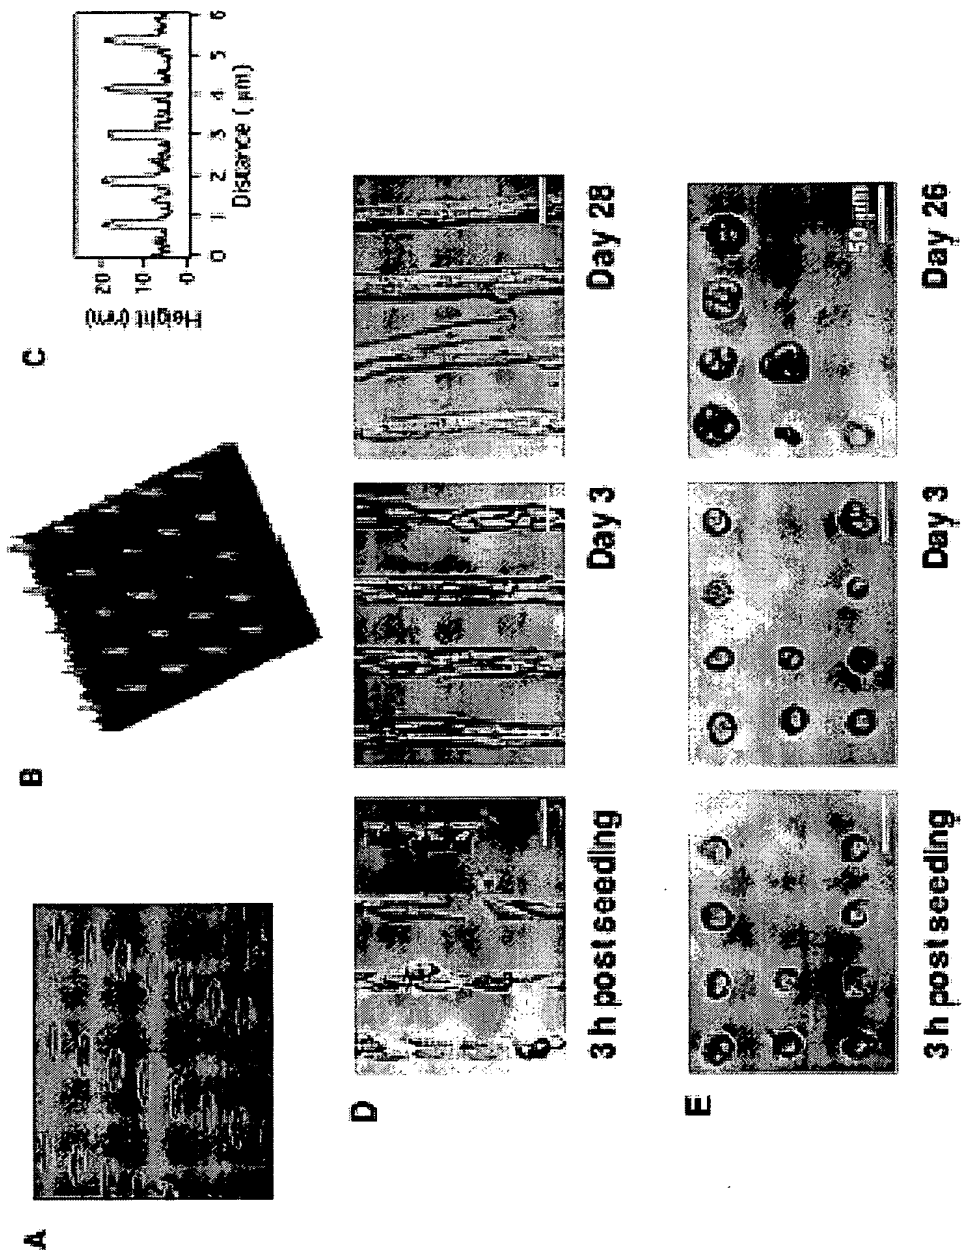 A
B
C
Height (nm)
20
10
0
0 1 2 3 4 5 6
Distance ( µm)
D
3 h post seeding
Day 3
Day 28
E
50 µm
3 h post seeding
Day 3
Day 26